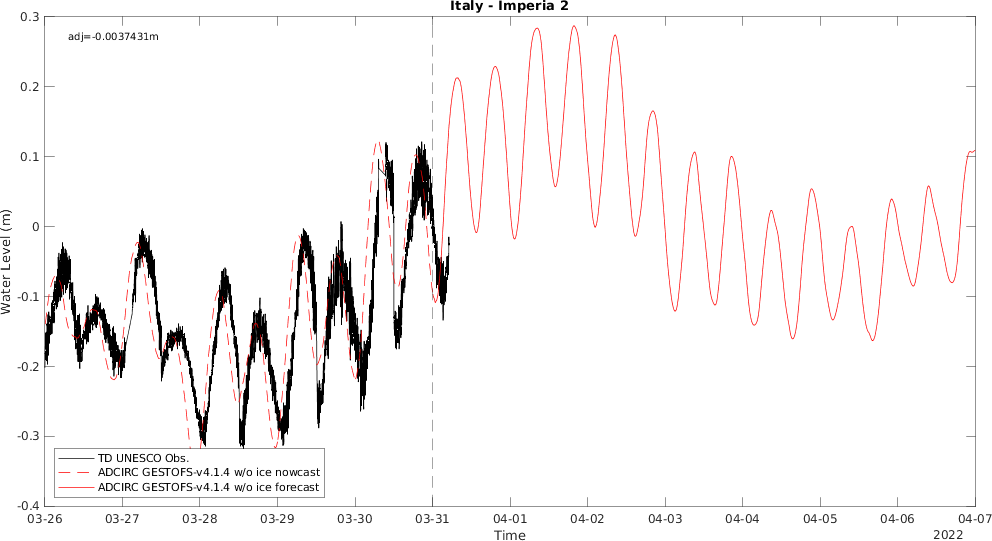 Italy - Imperia 2
adj=-0.0037431m
0.3
0.2
0.1
0
-0.1
-0.2
-0.3
-0.4
Water Level (m)
TD UNESCO Obs.
ADCIRC GESTOFS-v4.1.4 w/o ice nowcast
ADCIRC GESTOFS-v4.1.4 w/o ice forecast
03-26 03-27 03-28 03-29 03-30 03-31 04-01 04-02 04-03 04-04 04-05 04-06 04-07
Time
2022